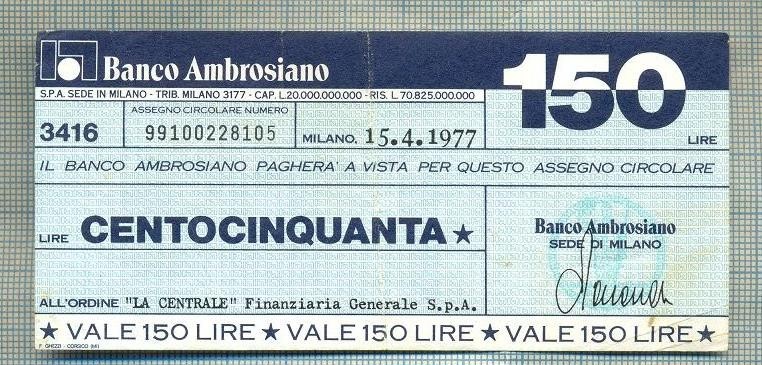 Banco Ambrosiano
S.P.A. SEDE IN MILANO - TRIB. MILANO 3177 - CAP. L.20.000.000.000 - RIS. L.70.825.000.000
150
LIRE
3416
ASSEGNO CIRCOLARE NUMERO
99100228105
MILANO, 15.4.1977
IL BANCO AMBROSIANO PAGHERA' A VISTA PER QUESTO ASSEGNO CIRCOLARE
LIRE CENTOCINQUANTA ★
Banco Ambrosiano
SEDE DI MILANO
ALL'ORDINE "LA CENTRALE" Finanziaria Generale S.p.A.
★ VALE 150 LIRE ★ VALE 150 LIRE ★ VALE 150 LIRE ★
F. GHEZZI - CORSICO (MI)